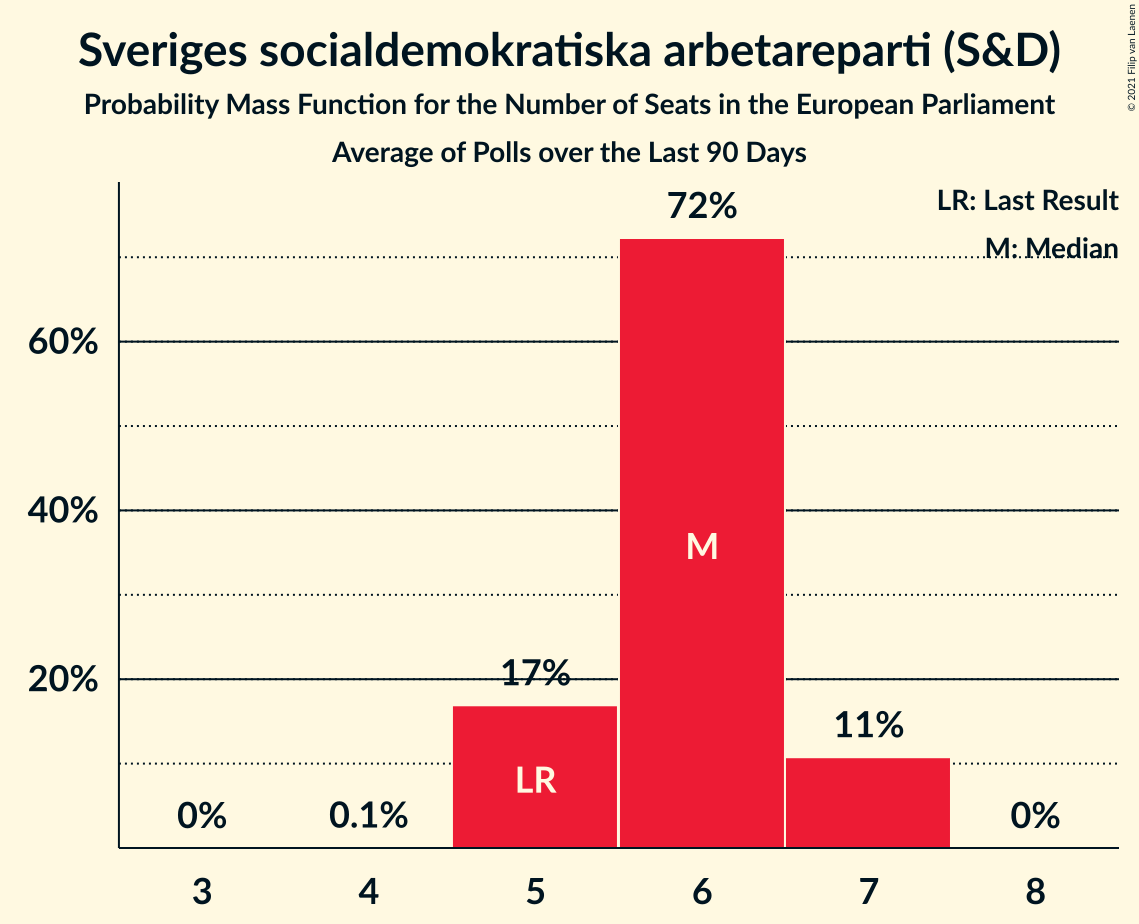 Sveriges socialdemokratiska arbetareparti (S&D)
Probability Mass Function for the Number of Seats in the European Parliament
Average of Polls over the Last 90 Days
© 2021 Filip van Laenen
LR: Last Result
M: Median
72%
60%
40%
20%
M
17%
11%
LR
0%
0.1%
0%
3 4 5 6 7 8